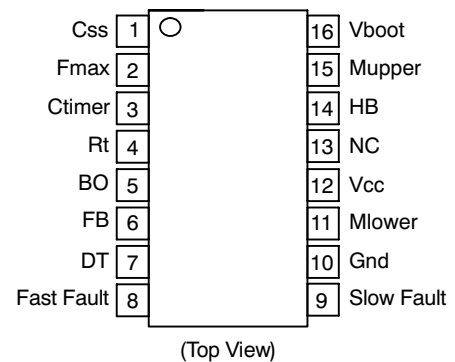 Css 1 16 Vboot
Fmax 2 15 Mupper
Ctimer 3 14 HB
Rt 4 13 NC
BO 5 12 Vcc
FB 6 11 Mlower
DT 7 10 Gnd
Fast Fault 8 9 Slow Fault
(Top View)